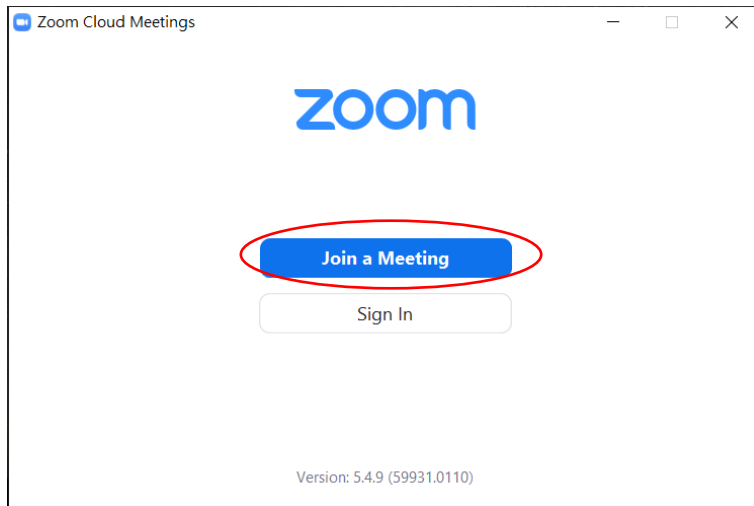 Zoom Cloud Meetings
zoom
Join a Meeting
Sign In
Version: 5.4.9 (59931.0110)